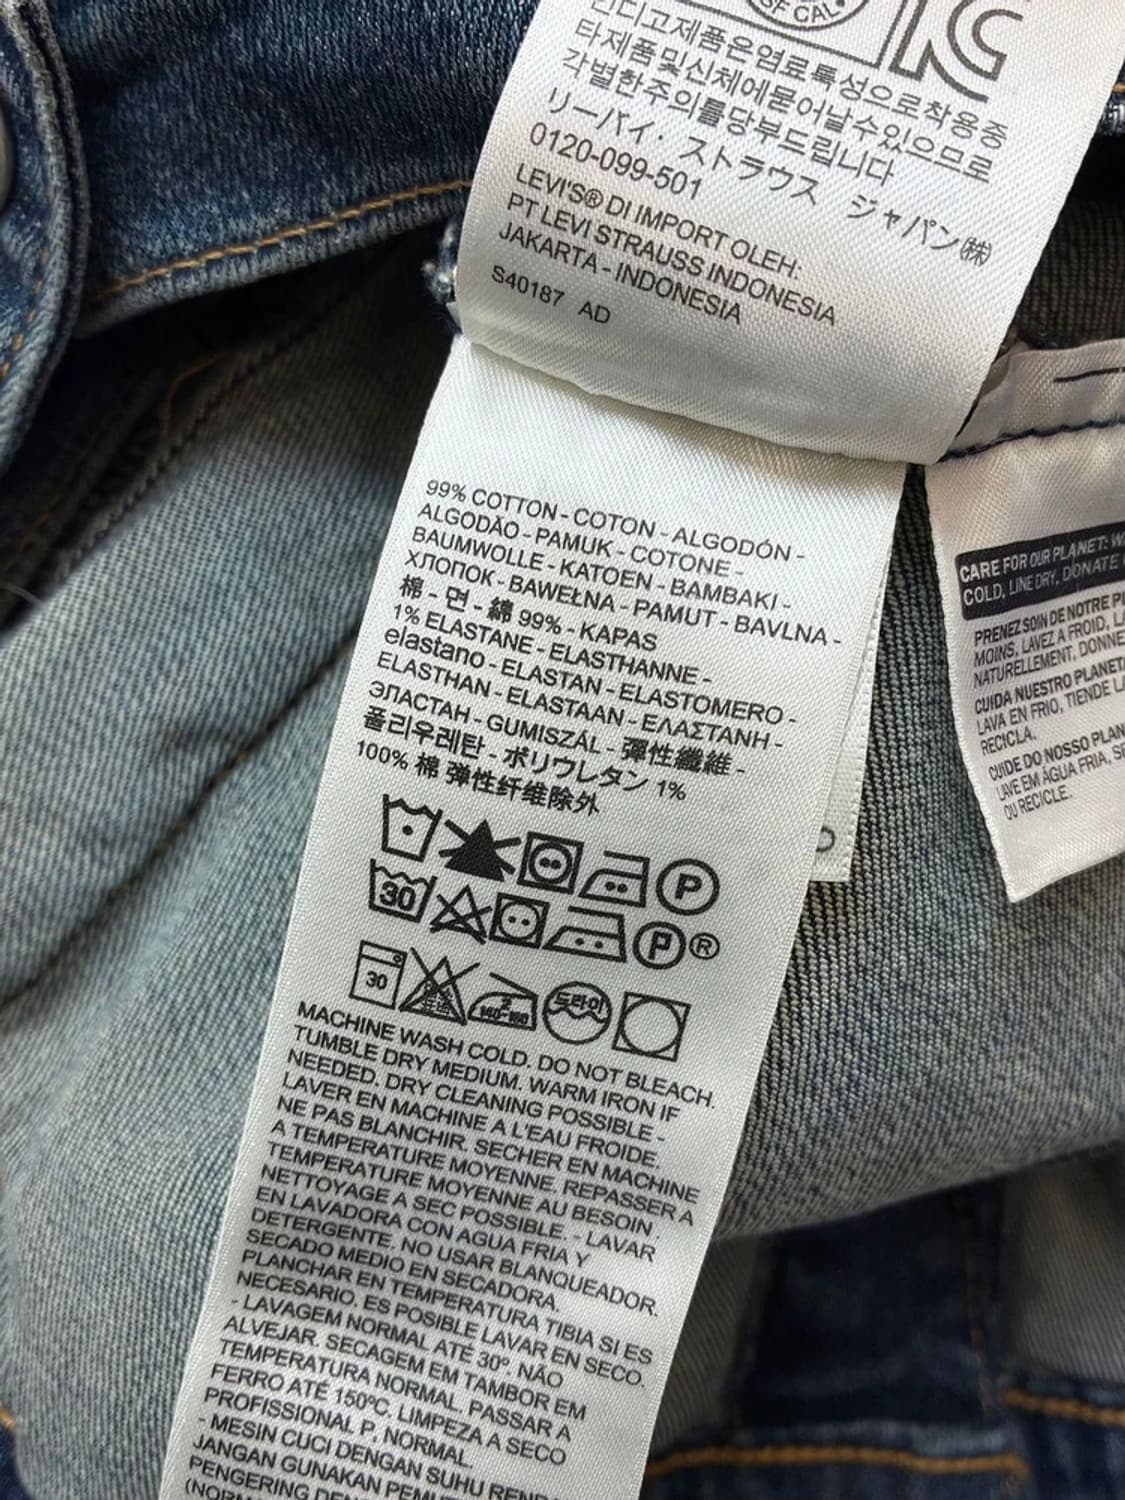 OF CAL
인디고제품은염료특성으로착용중
타제품및신체에묻어날수있으므로
각별한주의를당부드립니다
リーバイ・ストラウス ジャパン㈱
0120-099-501
LEVI'S® DI IMPORT OLEH:
PT LEVI STRAUSS INDONESIA
JAKARTA - INDONESIA
S40187 AD
99% COTTON - COTON - ALGODÓN -
ALGODÃO - PAMUK - COTONE -
BAUMWOLLE - KATOEN - BAMBAKI -
ХЛОПОК - BAWEŁNA - PAMUT - BAVLNA -
棉 - 면 - 綿 99% - KAPAS
1% ELASTANE - ELASTHANNE -
elastano - ELASTAN - ELASTOMERO -
ELASTHAN - ELASTAAN - ΕΛΑΣΤΑΝΗ -
ЭЛАСТАН - GUMISZÁL - 彈性纖維 -
폴리우레탄 - ポリウレタン 1%
100% 棉 弹性纤维除外
P
30
P ®
30
2
140~160
드라이
MACHINE WASH COLD. DO NOT BLEACH.
TUMBLE DRY MEDIUM. WARM IRON IF
NEEDED. DRY CLEANING POSSIBLE -
LAVER EN MACHINE A L'EAU FROIDE.
NE PAS BLANCHIR. SECHER EN MACHINE
A TEMPERATURE MOYENNE. REPASSER A
TEMPERATURE MOYENNE AU BESOIN.
NETTOYAGE A SEC POSSIBLE. - LAVAR
EN LAVADORA CON AGUA FRIA Y
DETERGENTE. NO USAR BLANQUEADOR.
SECADO MEDIO EN SECADORA.
PLANCHAR EN TEMPERATURA TIBIA SI ES
NECESARIO. ES POSIBLE LAVAR EN SECO.
- LAVAGEM NORMAL ATÉ 30º. NÃO
ALVEJAR. SECAGEM EM TAMBOR EM
TEMPERATURA NORMAL. PASSAR A
FERRO ATÉ 150ºC. LIMPEZA A SECO
PROFISSIONAL P. NORMAL.
- MESIN CUCI DENGAN SUHU
JANGAN GUNAKAN
PENGERING
CARE FOR OUR PLANET:
COLD, LINE DRY, DONATE
PRENEZ SOIN DE NOTRE
MOINS, LAVEZ A FROID,
NATURELLEMENT,
CUIDA NUESTRO
LAVA EN FRIO, TIENDE
RECICLA.
CUIDE DO NOSSO
LAVE EM ÁGUA FRIA,
OU RECICLE.